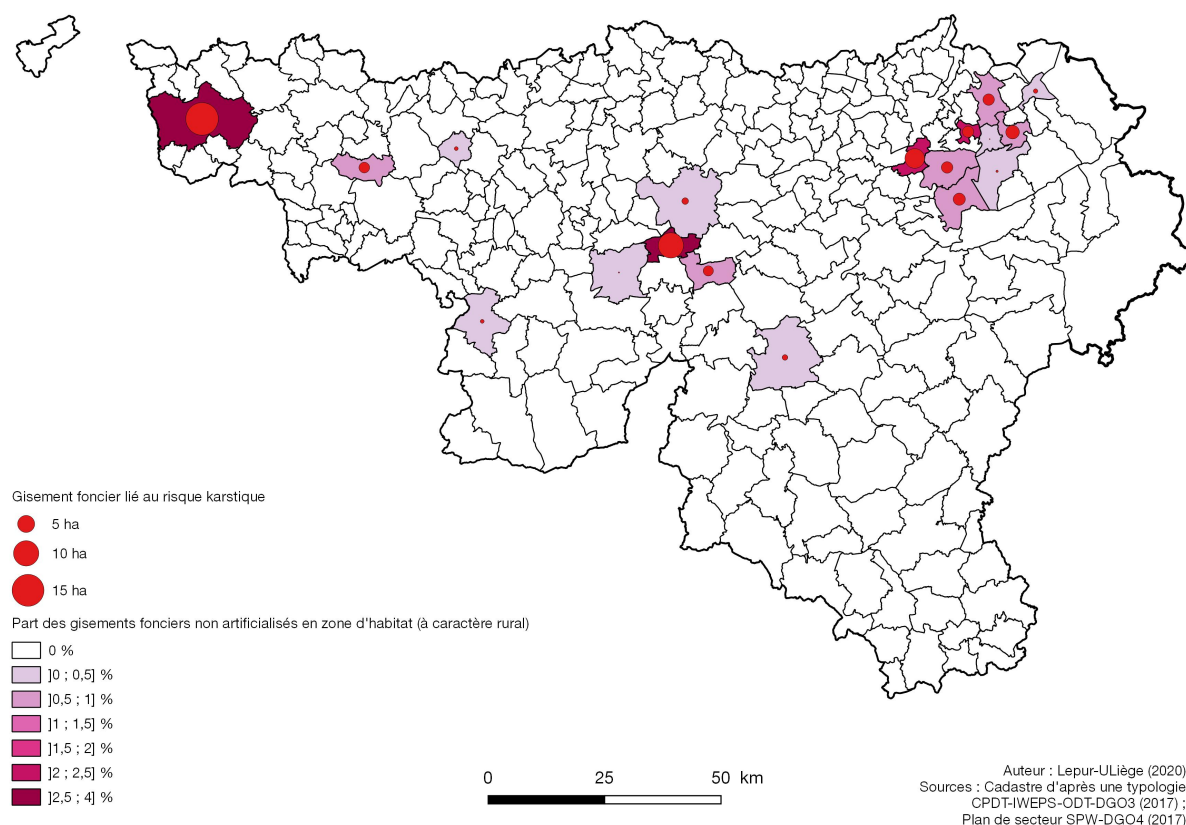 Gisement foncier lié au risque karstique
5 ha
10 ha
15 ha
Part des gisements fonciers non artificialisés en zone d'habitat (à caractère rural)
0 %
]0 ; 0,5] %
]0,5 ; 1] %
]1 ; 1,5] %
]1,5 ; 2] %
]2 ; 2,5] %
]2,5 ; 4] %
0 25 50 km
Auteur : Lepur-ULiège (2020)
Sources : Cadastre d'après une typologie
CPDT-IWEPS-ODT-DGO3 (2017) ;
Plan de secteur SPW-DGO4 (2017)